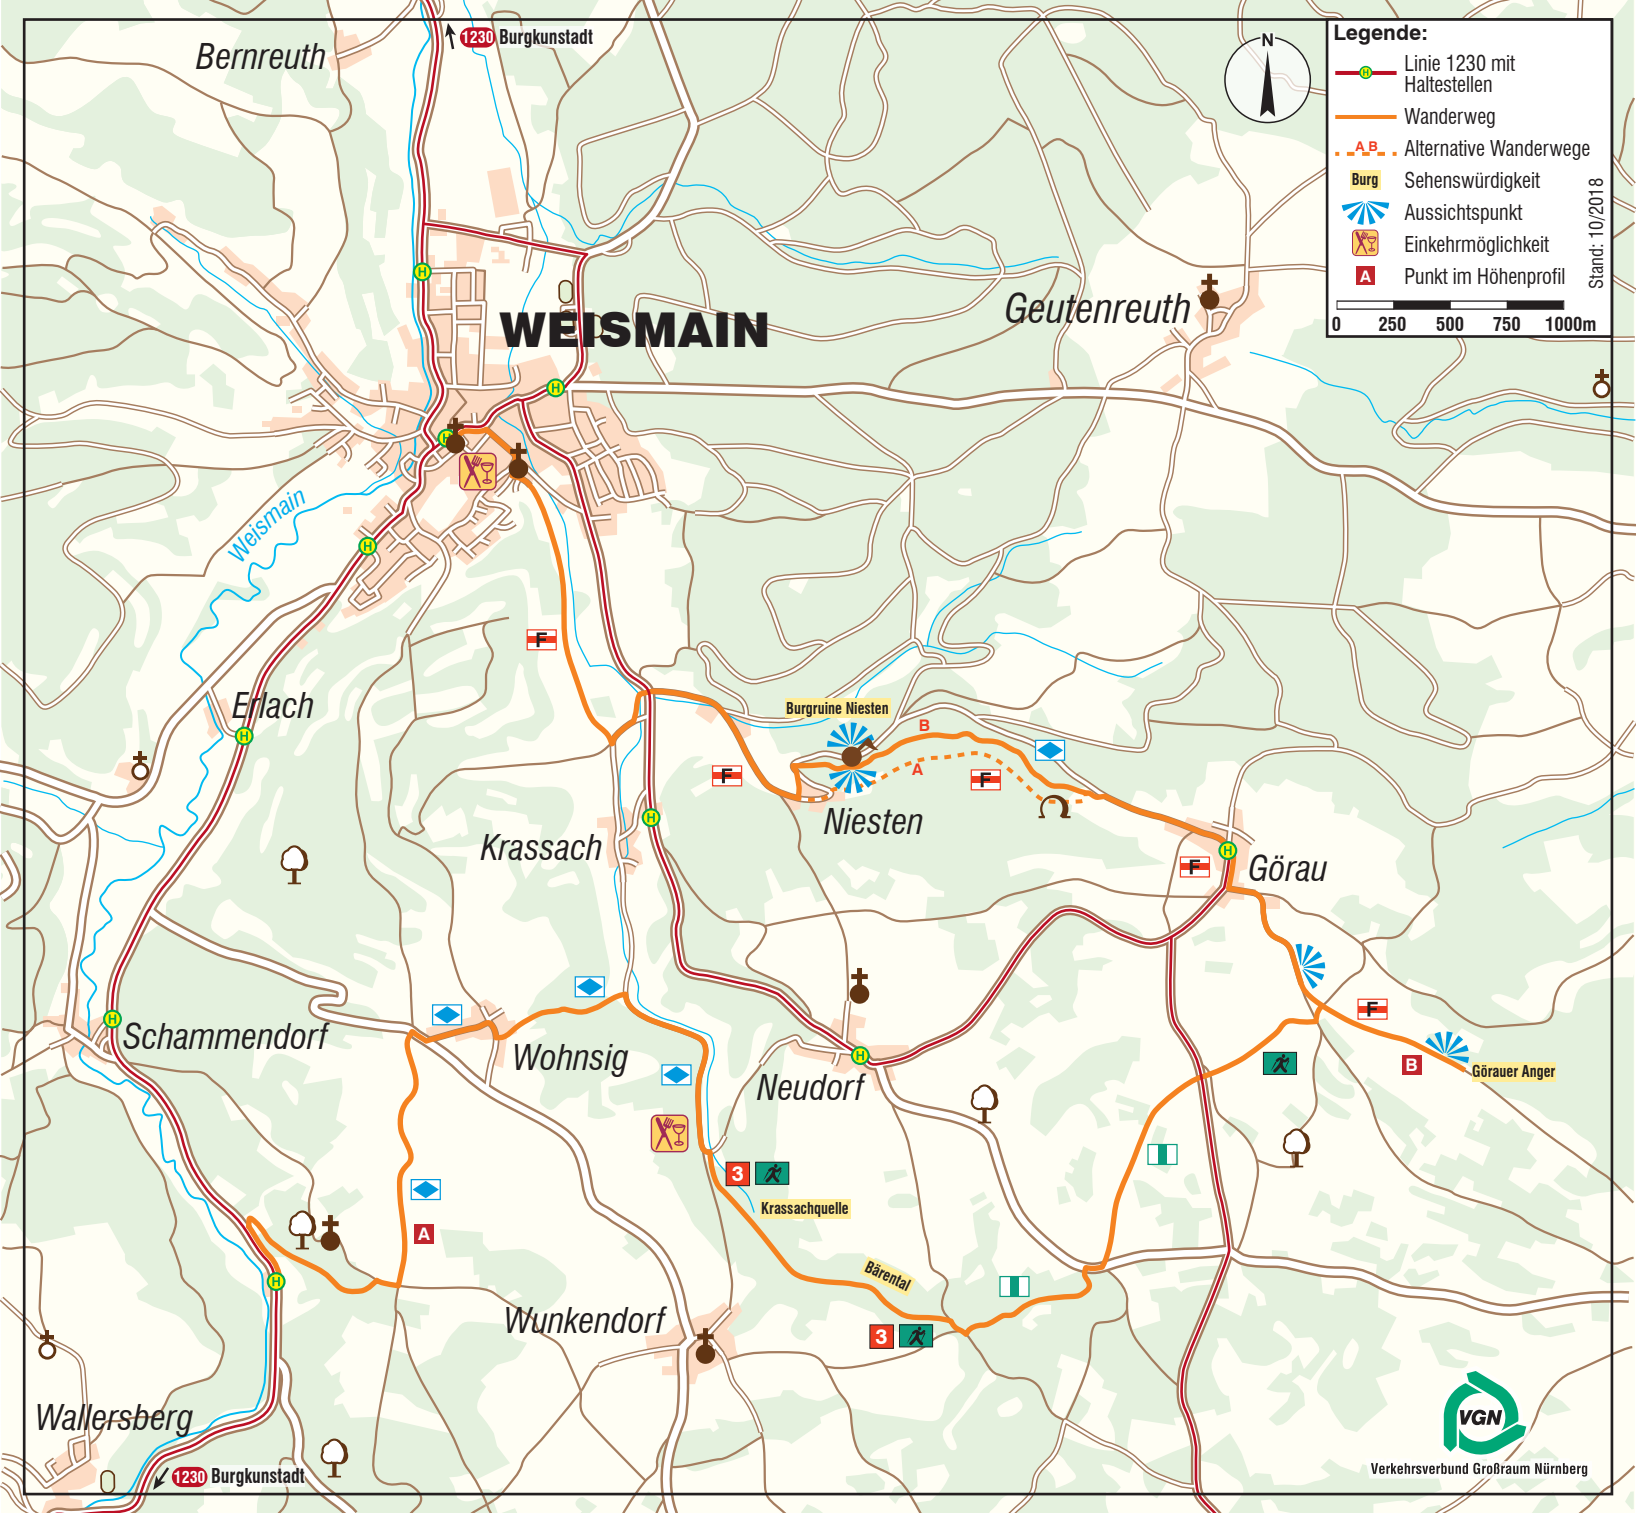 Bernreuth
1230 Burgkunstadt
N
Legende:
H
Linie 1230 mit
Haltestellen
Wanderweg
A B
Alternative Wanderwege
Burg
Sehenswürdigkeit
Aussichtspunkt
Einkehrmöglichkeit
A
Punkt im Höhenprofil
0 250 500 750 1000m
Stand: 10/2018
H
Geutenreuth
WEISMAIN
H
H
Weismain
H
F
Erlach
H
Burgruine Niesten
B
A
F
F
Niesten
H
Krassach
H
F
Görau
F
B
Görauer Anger
H
Schammendorf
Wohnsig
Neudorf
H
3
Krassachquelle
A
H
Bärental
3
Wunkendorf
Wallersberg
1230 Burgkunstadt
VGN
Verkehrsverbund Großraum Nürnberg